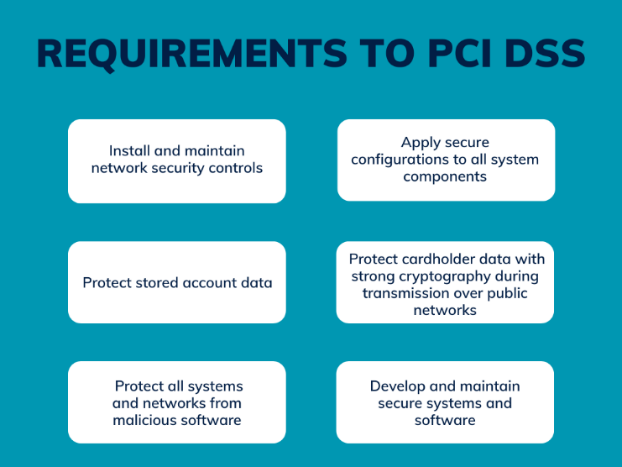 REQUIREMENTS TO PCI DSS
Install and maintain
network security controls
Apply secure
configurations to all system
components
Protect stored account data
Protect cardholder data with
strong cryptography during
transmission over public
networks
Protect all systems
and networks from
malicious software
Develop and maintain
secure systems and
software